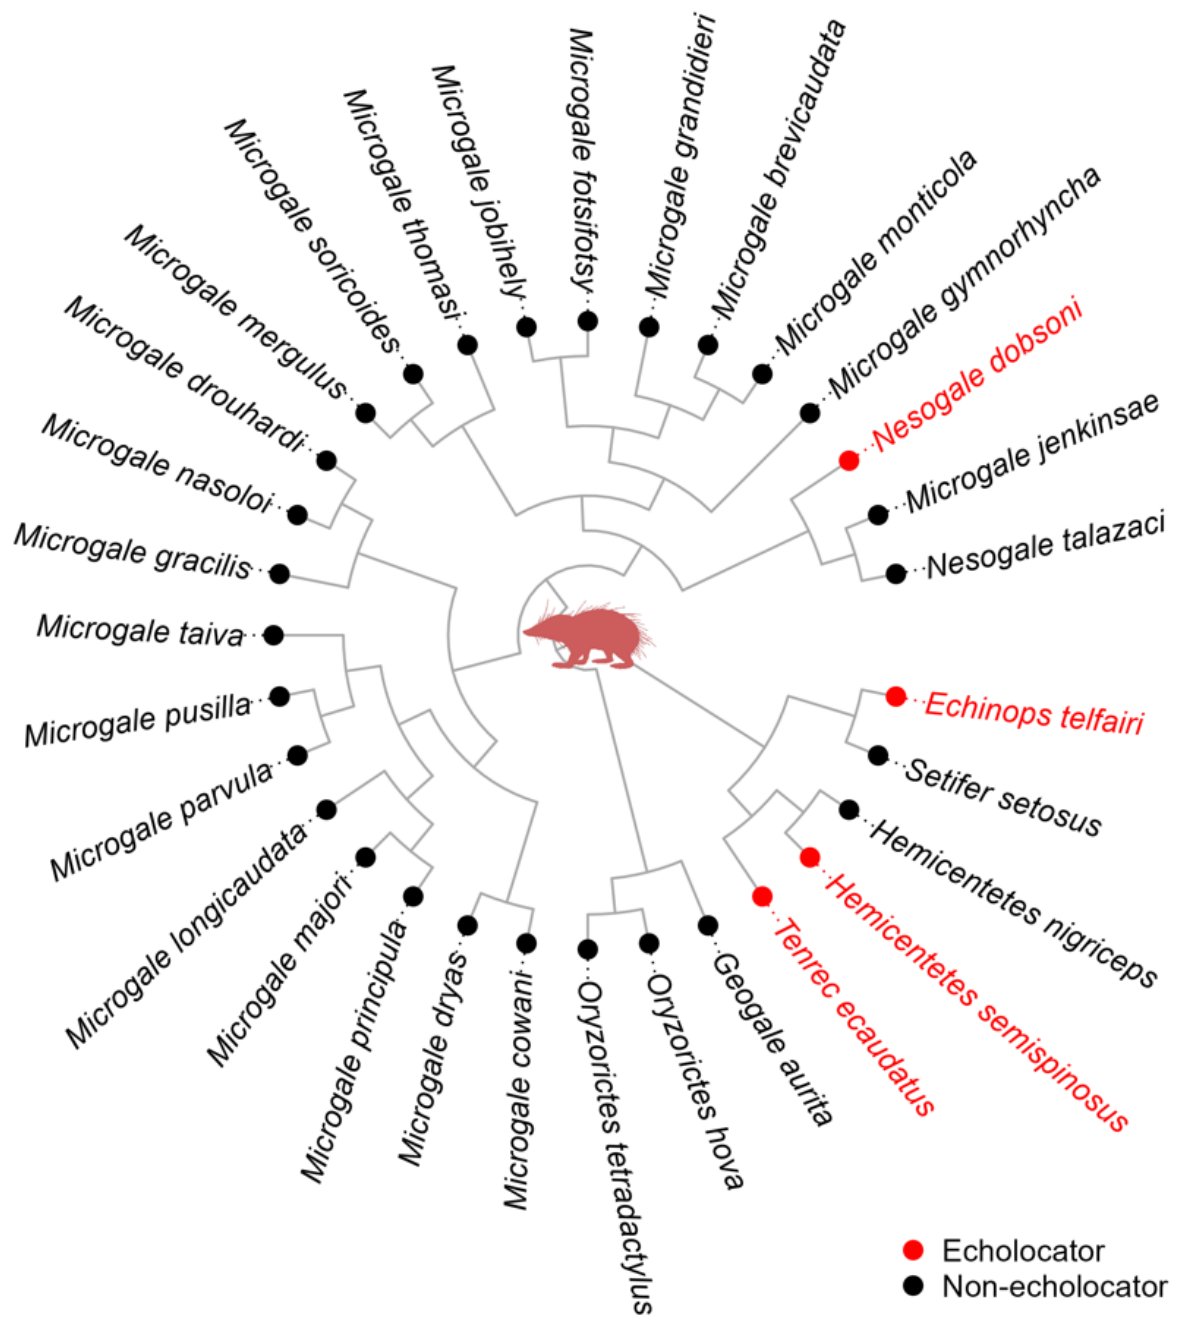 Microgale fotsifotsy
Microgale grandidieri
Microgale brevicaudata
Microgale monticola
Microgale gymnorhyncha
Nesogale dobsoni
Microgale jenkinsae
Nesogale talazaci
Echinops telfairi
Setifer setosus
Hemicentetes nigriceps
Hemicentetes semispinosus
Tenrec ecaudatus
Geogale aurita
Oryzorictes hova
Oryzorictes tetradactylus
Microgale cowani
Microgale dryas
Microgale principula
Microgale majori
Microgale longicaudata
Microgale parvula
Microgale pusilla
Microgale taiva
Microgale gracilis
Microgale nasoloi
Microgale drouhardi
Microgale mergulus
Microgale soricoides
Microgale thomasi
Microgale jobihely
Echolocator
Non-echolocator